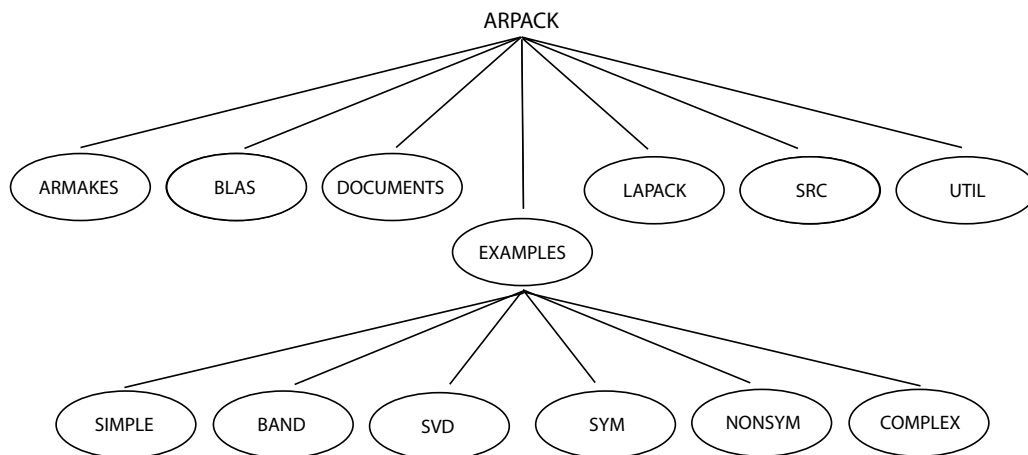 ARPACK
ARMAKES
BLAS
DOCUMENTS
LAPACK
SRC
UTIL
EXAMPLES
SIMPLE
BAND
SVD
SYM
NONSYM
COMPLEX